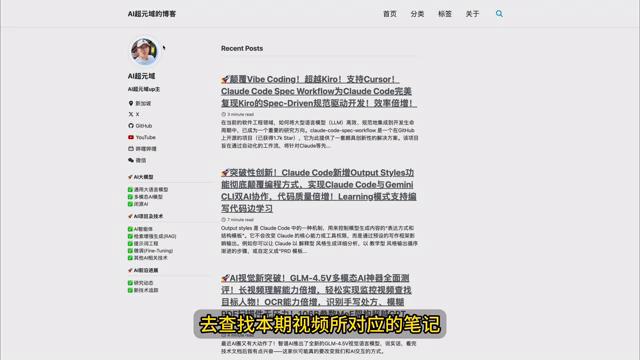 AI超元域的博客
首页
分类
标签
关于
AI超元域
AI超元域up主
新加坡
X
GitHub
YouTube
哔哩哔哩
微信
🚀 AI大模型
✅ 通用大语言模型
✅ 多模态AI模型
✅ 闭源AI
🚀 AI项目及技术
✅ AI智能体
✅ 检索增强生成(RAG)
✅ 提示词工程
✅ 微调(Fine-Tuning)
✅ 其他AI相关技术
🚀 AI前沿进展
✅ 研究动态
✅ 新技术追踪
Recent Posts
🚀颠覆Vibe Coding！超越Kiro！支持Cursor！
Claude Code Spec Workflow为Claude Code完美
复现Kiro的Spec-Driven规范驱动开发！效率倍增！
3 minute read
在当前的软件工程领域，如何将大型语言模型（LLM）高效、规范地集成到开发生命
周期中，已成为一个重要的研究方向。claude-code-spec-workflow 是一个在GitHub
上开源的项目（已获得1.7k Star），它为此提供了一套颇具创新性的解决方案。该项目
旨在通过自动化的工作流，将针对Claude等先...
🚀突破性创新！Claude Code新增Output Styles功
能彻底颠覆编程方式，实现Claude Code与Gemini
CLI双AI协作，代码质量倍增！Learning模式支持编
写代码边学习
7 minute read
Output styles 是 Claude Code 中的一种机制，用来控制模型生成内容的"表达方式和
结构模板"。它不会改变 Claude 的核心能力或工具权限，而是通过预设的写作框架影
响输出。例如你可以让 Claude 以 解释型 风格生成详细分析，以 教学型 风格输出循序
渐进的步骤，或自定义成"PRD 模板...
🚀AI视觉新突破！GLM-4.5V多模态AI神器全面测
评！长视频理解能力倍增，轻松实现监控视频查找
目标人物！OCR能力倍增，识别手写处方、模糊
去查找本期视频所对应的笔记
最近AI圈又有大动作了！智谱AI推出了全新的GLM-4.5V视觉语言模型，说实话，看完
技术文档后我有点兴奋——这家伙可能真的要改变我们和AI交互的方式。